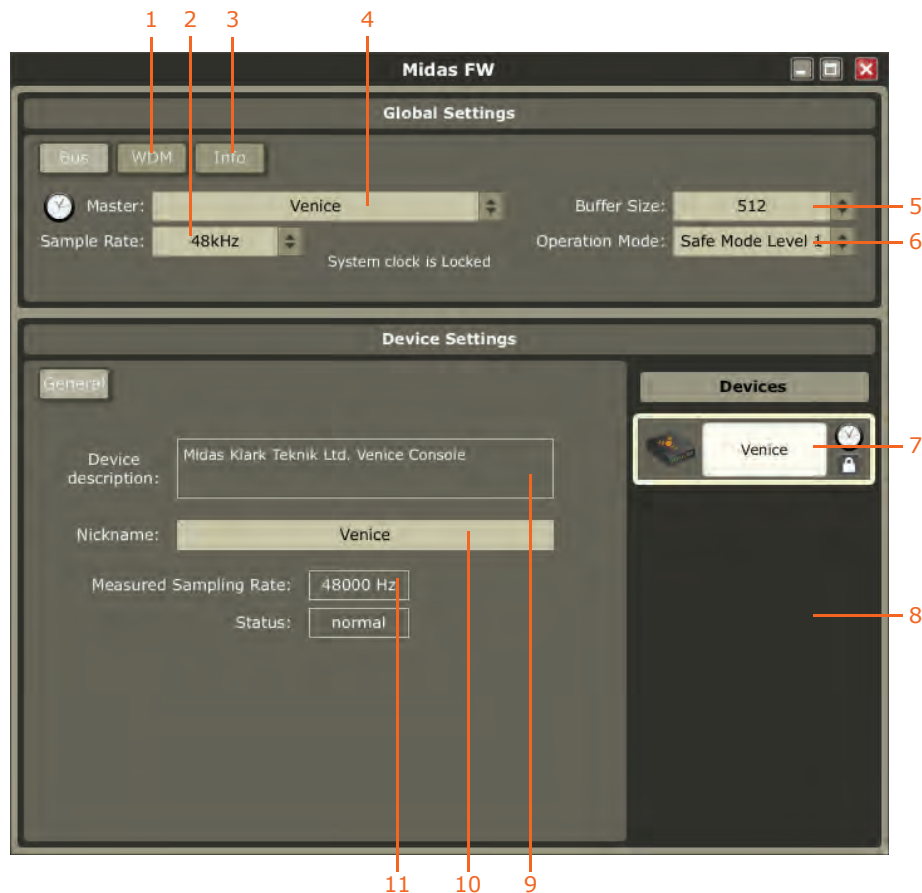 1 2 3 4
Midas FW
Global Settings
Bus WDM Info
Master: Venice Buffer Size: 512 5
Sample Rate: 48kHz Operation Mode: Safe Mode Level 1 6
System clock is Locked
Device Settings
General Devices
Venice 7
Device description: Midas Klark Teknik Ltd. Venice Console
Nickname: Venice
Measured Sampling Rate: 48000 Hz
Status: normal 8
11 10 9